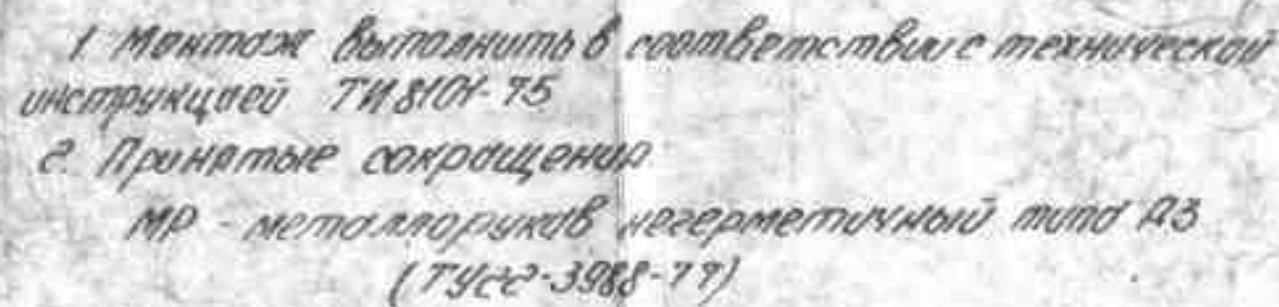 1 Монтаж выполнить в соответствии с технической
инструкцией ТИ 8101-75
2. Принятые сокращения
МР - металлорукав негерметичный типа РЗ
(ТУ22-3988-77)